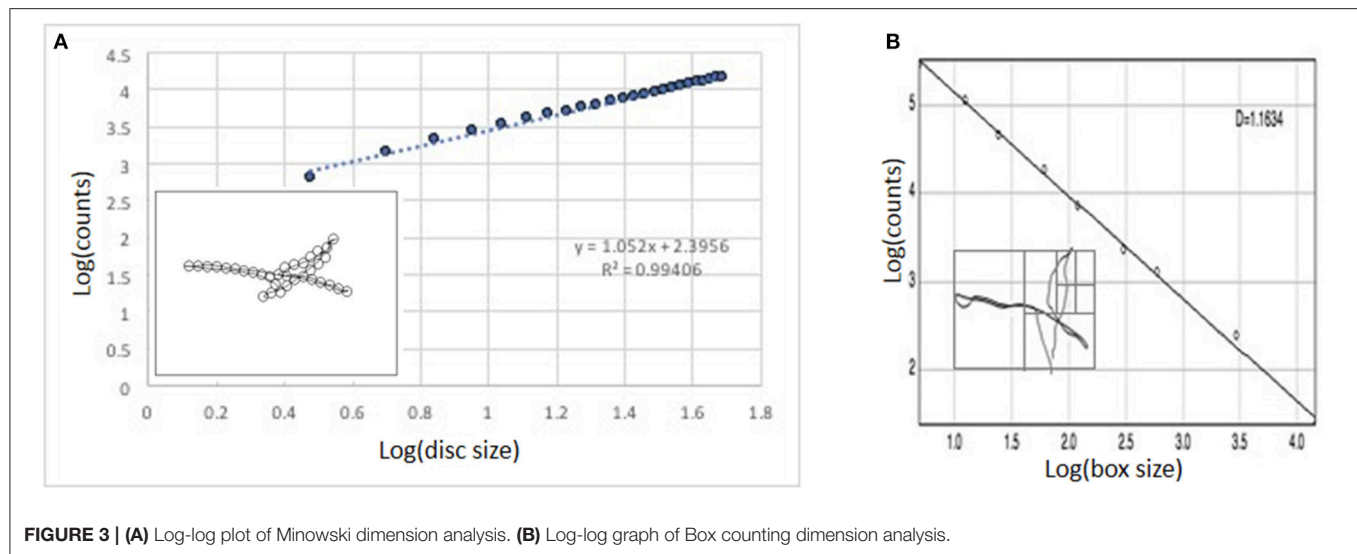 A
4.5
4
3.5
3
2.5
2
1.5
1
0.5
0
Log(counts)
y = 1.052x + 2.3956
R² = 0.99406
0 0.2 0.4 0.6 0.8 1 1.2 1.4 1.6 1.8
Log(disc size)
B
5
4
3
2
Log(counts)
D=1.1634
1.0 1.5 2.0 2.5 3.0 3.5 4.0
Log(box size)
FIGURE 3 | (A) Log-log plot of Minowski dimension analysis. (B) Log-log graph of Box counting dimension analysis.